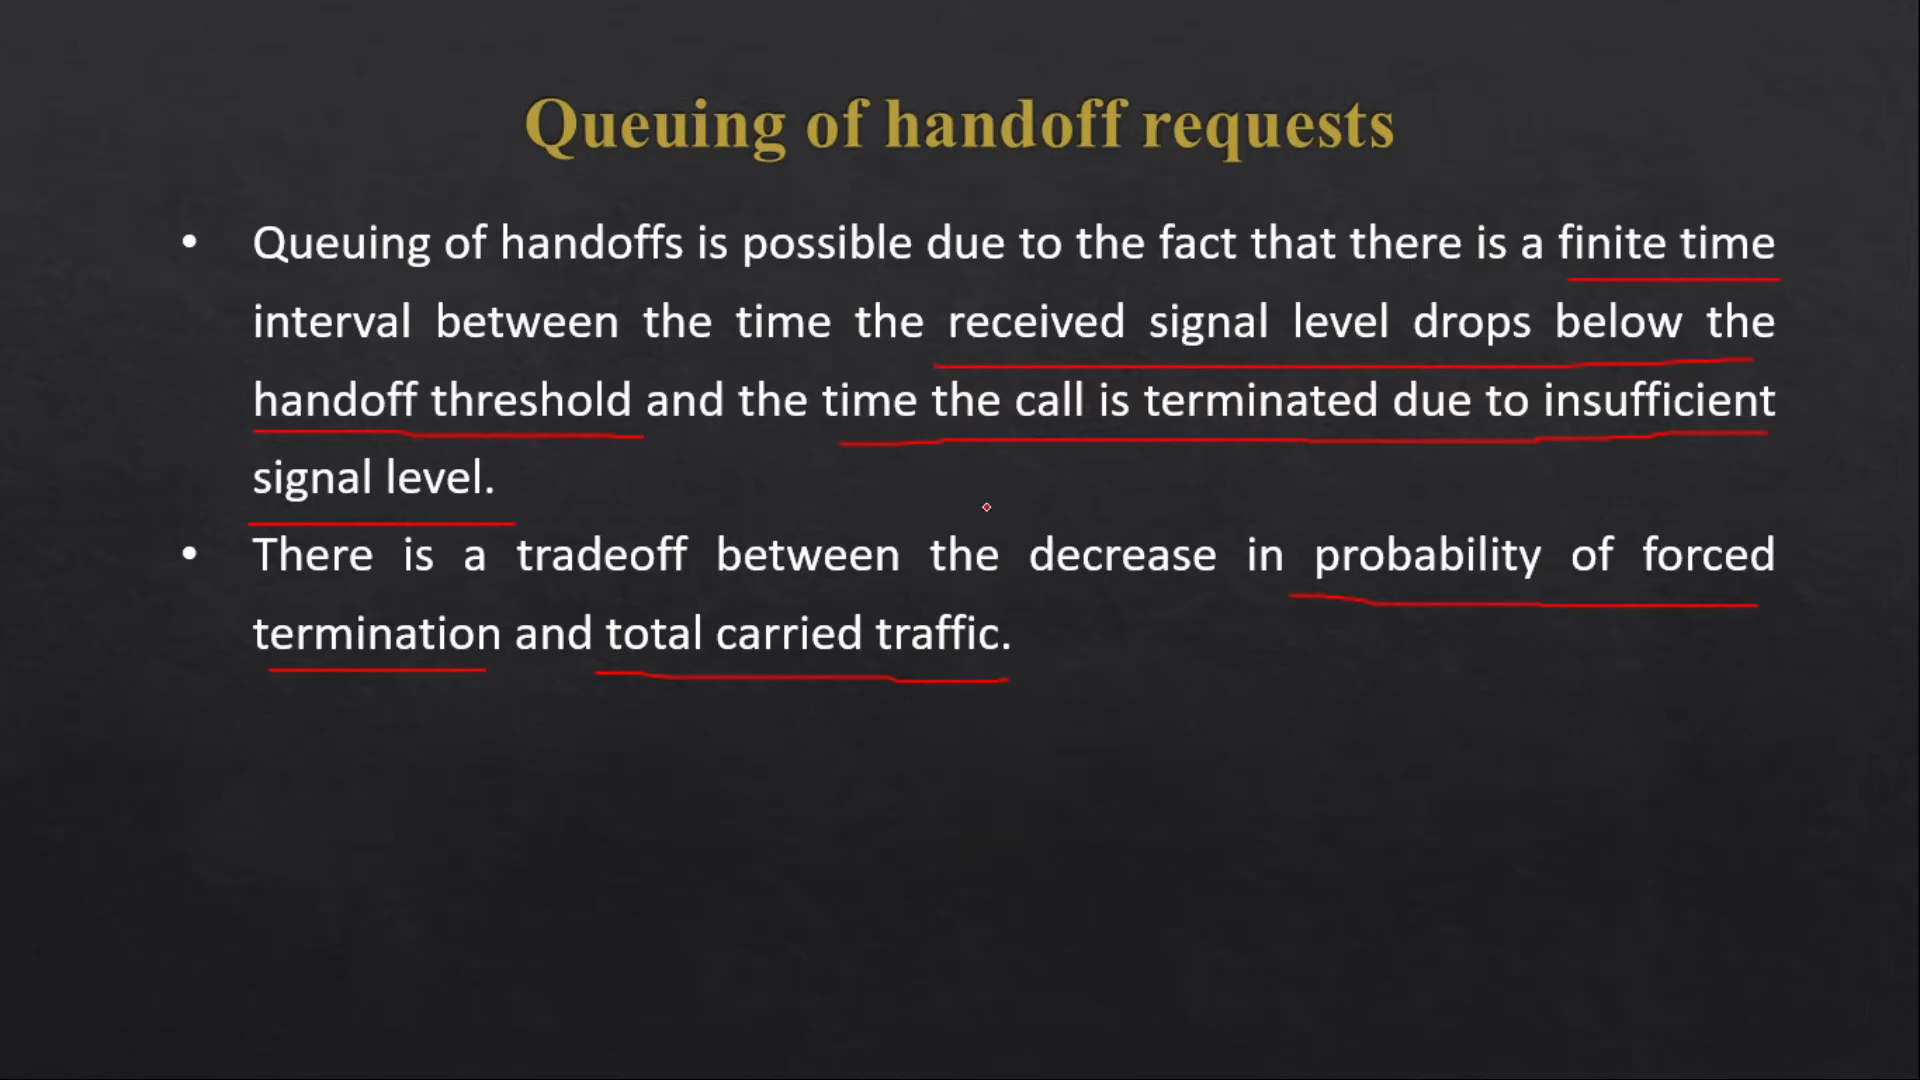 Queuing of handoff requests
• Queuing of handoffs is possible due to the fact that there is a finite time
interval between the time the received signal level drops below the
handoff threshold and the time the call is terminated due to insufficient
signal level.
• There is a tradeoff between the decrease in probability of forced
termination and total carried traffic.